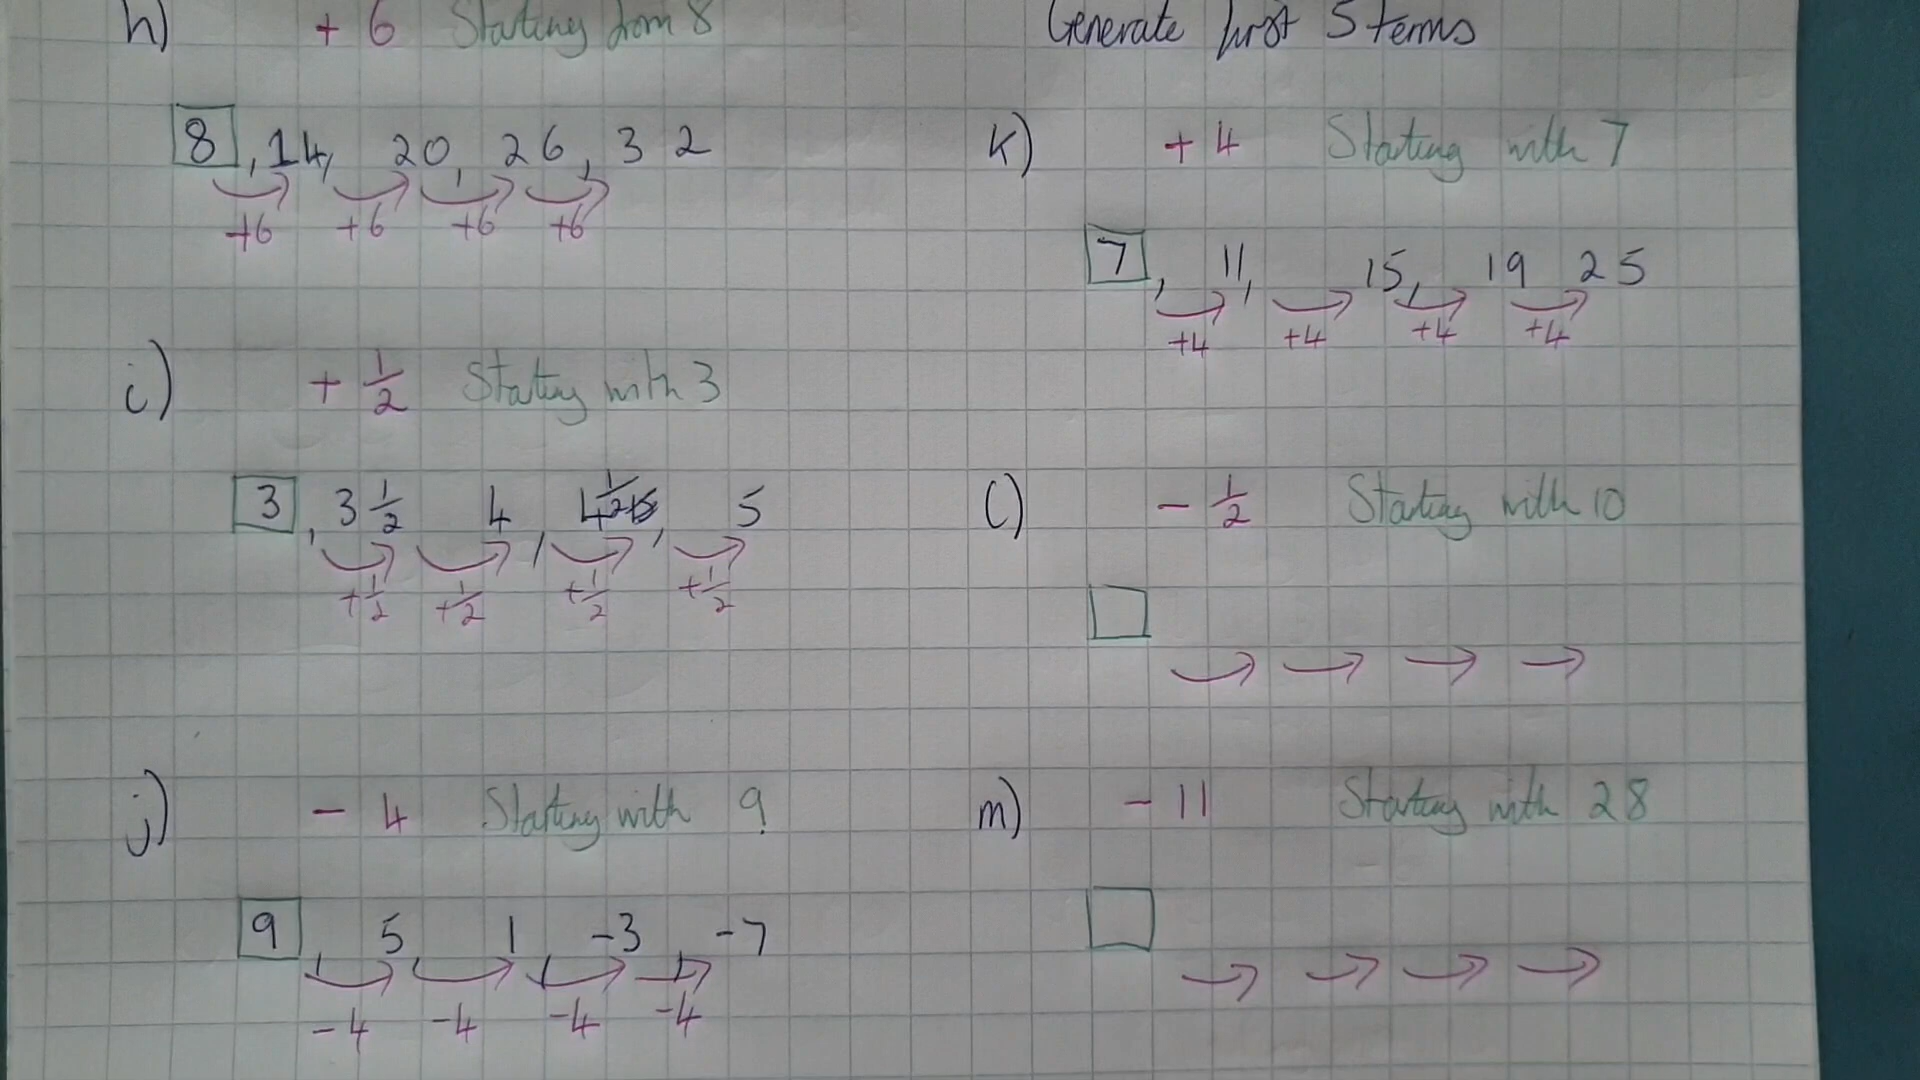 h) + 6 Starting from 8
8, 14, 20, 26, 32
+6 +6 +6 +6
i) + 1/2 Starting with 3
3, 3 1/2 4, 4 1/2, 5
+1/2 +1/2 +1/2 +1/2
j) - 4 Starting with 9
9, 5, 1, -3, -7
-4 -4 -4 -4
Generate first 5 terms
k) + 4 Starting with 7
7, 11, 15, 19 25
+4 +4 +4 +4
l) - 1/2 Starting with 10
m) - 11 Starting with 28